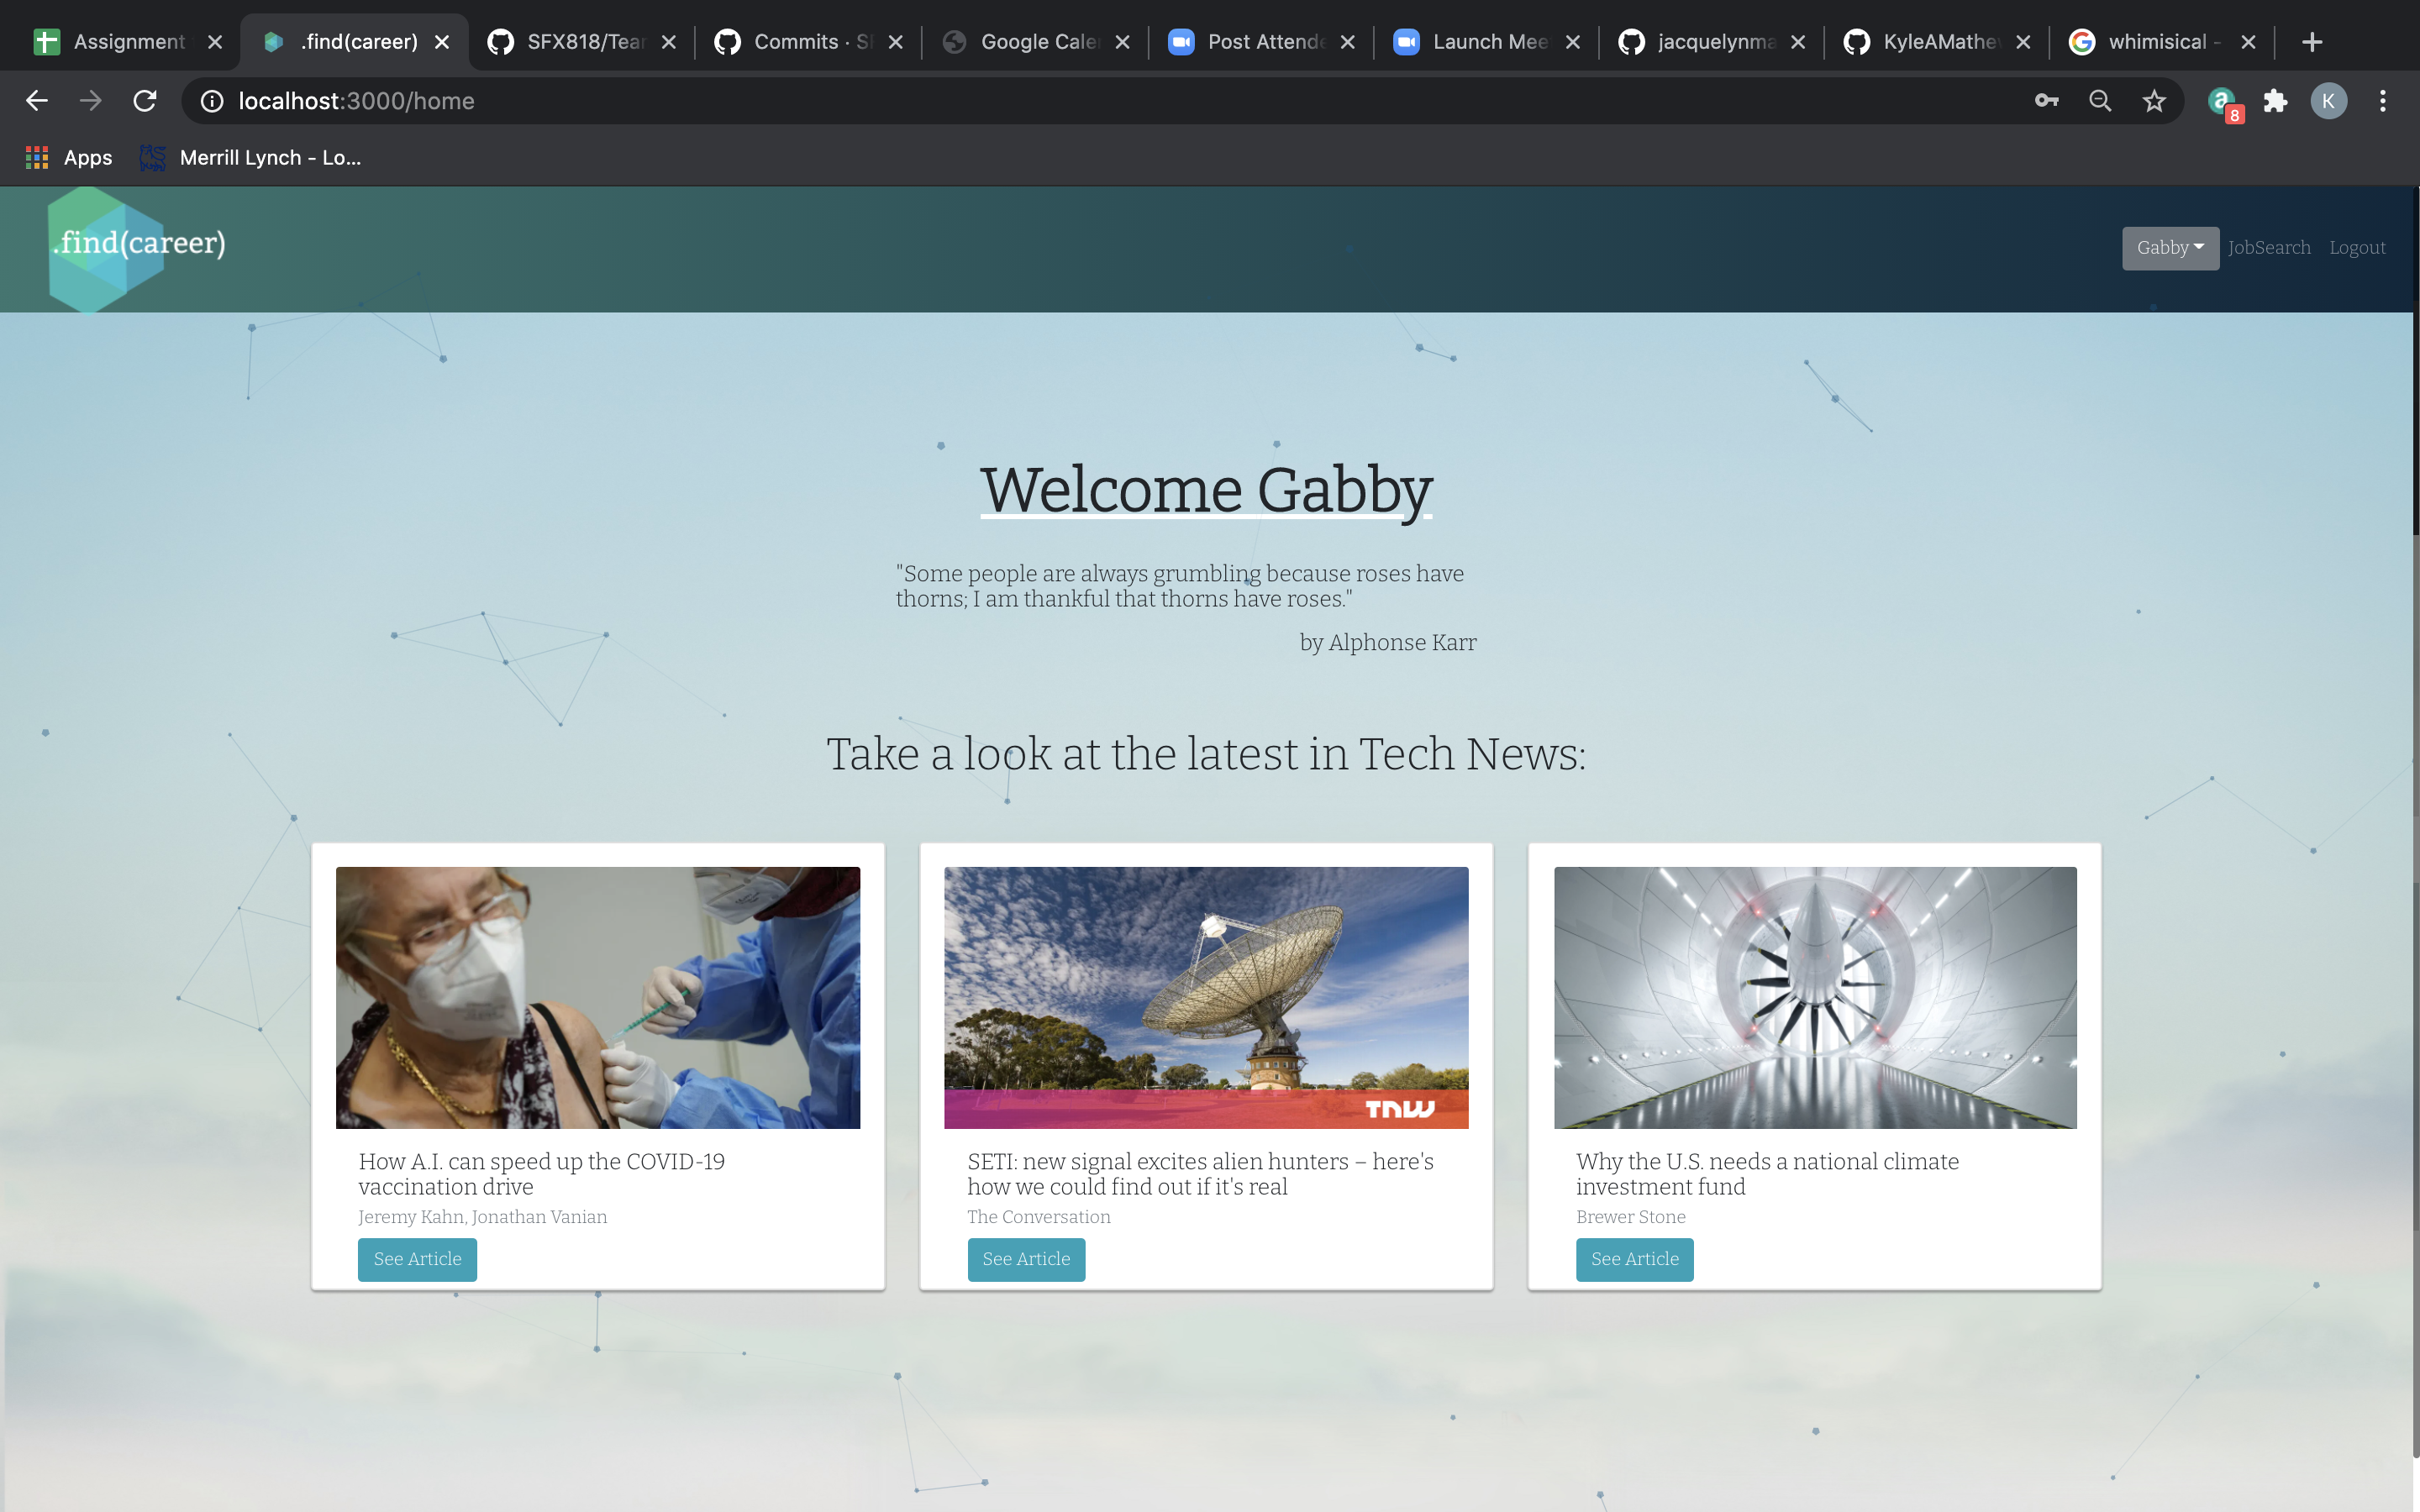 Assignment
.find(career)
SFX818/Tear
Commits · SF
Google Cale
Post Attende
Launch Mee
jacquelynma
KyleAMathe
whimisical -
localhost:3000/home
8
K
Apps
Merrill Lynch - Lo...
.find(career)
Gabby
JobSearch
Logout
Welcome Gabby
"Some people are always grumbling because roses have
thorns; I am thankful that thorns have roses."
by Alphonse Karr
Take a look at the latest in Tech News:
TNW
How A.I. can speed up the COVID-19
vaccination drive
Jeremy Kahn, Jonathan Vanian
See Article
SETI: new signal excites alien hunters – here's
how we could find out if it's real
The Conversation
See Article
Why the U.S. needs a national climate
investment fund
Brewer Stone
See Article